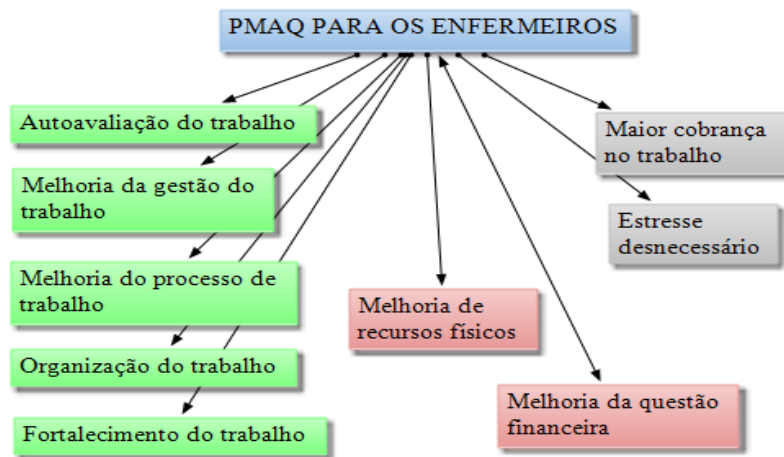 PMAQ PARA OS ENFERMEIROS
Autoavaliação do trabalho
Melhoria da gestão do
trabalho
Melhoria do processo de
trabalho
Organização do trabalho
Fortalecimento do trabalho
Melhoria de
recursos físicos
Melhoria da questão
financeira
Maior cobrança
no trabalho
Estresse
desnecessário